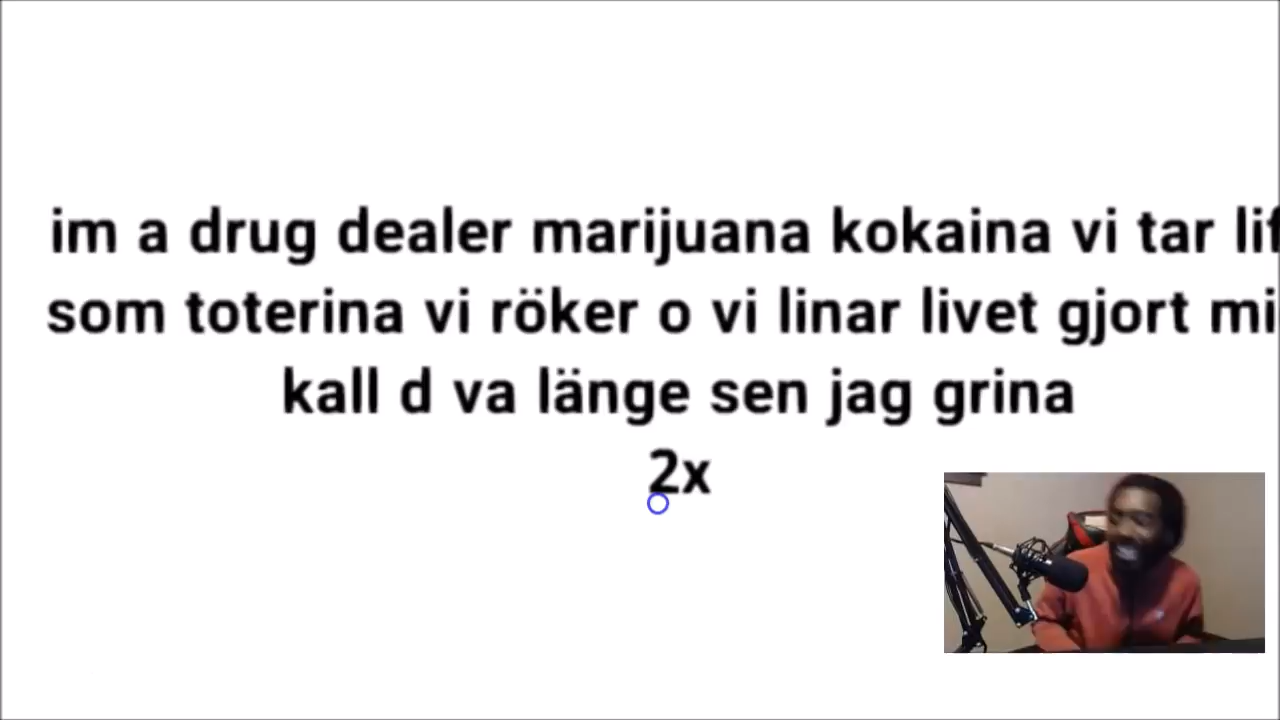 im a drug dealer marijuana kokaina vi tar
som toterina vi röker o vi linar livet gjort
kall d va länge sen jag grina
2x